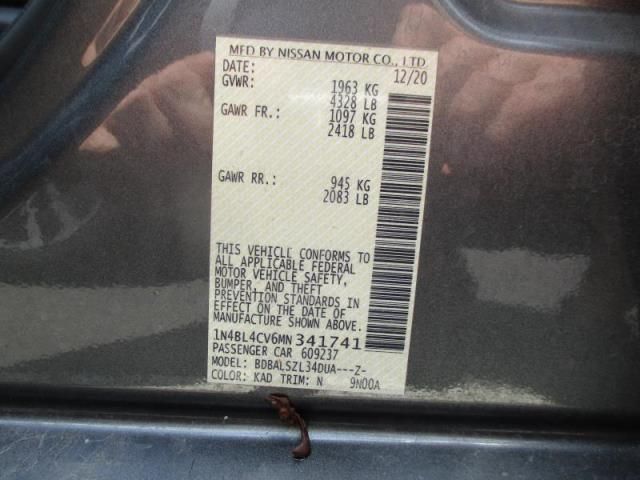 MFD BY NISSAN MOTOR CO., LTD
DATE: 12/20
GVWR: 1963 KG
4328 LB
GAWR FR.: 1097 KG
2418 LB
GAWR RR.: 945 KG
2083 LB
THIS VEHICLE CONFORMS TO
ALL APPLICABLE FEDERAL
MOTOR VEHICLE SAFETY,
BUMPER, AND THEFT
PREVENTION STANDARDS IN
EFFECT ON THE DATE OF
MANUFACTURE SHOWN ABOVE.
1N4BL4CV6MN341741
PASSENGER CAR 609237
MODEL: BDBALSZL34DUA---Z-
COLOR: KAD TRIM: N 9N00A